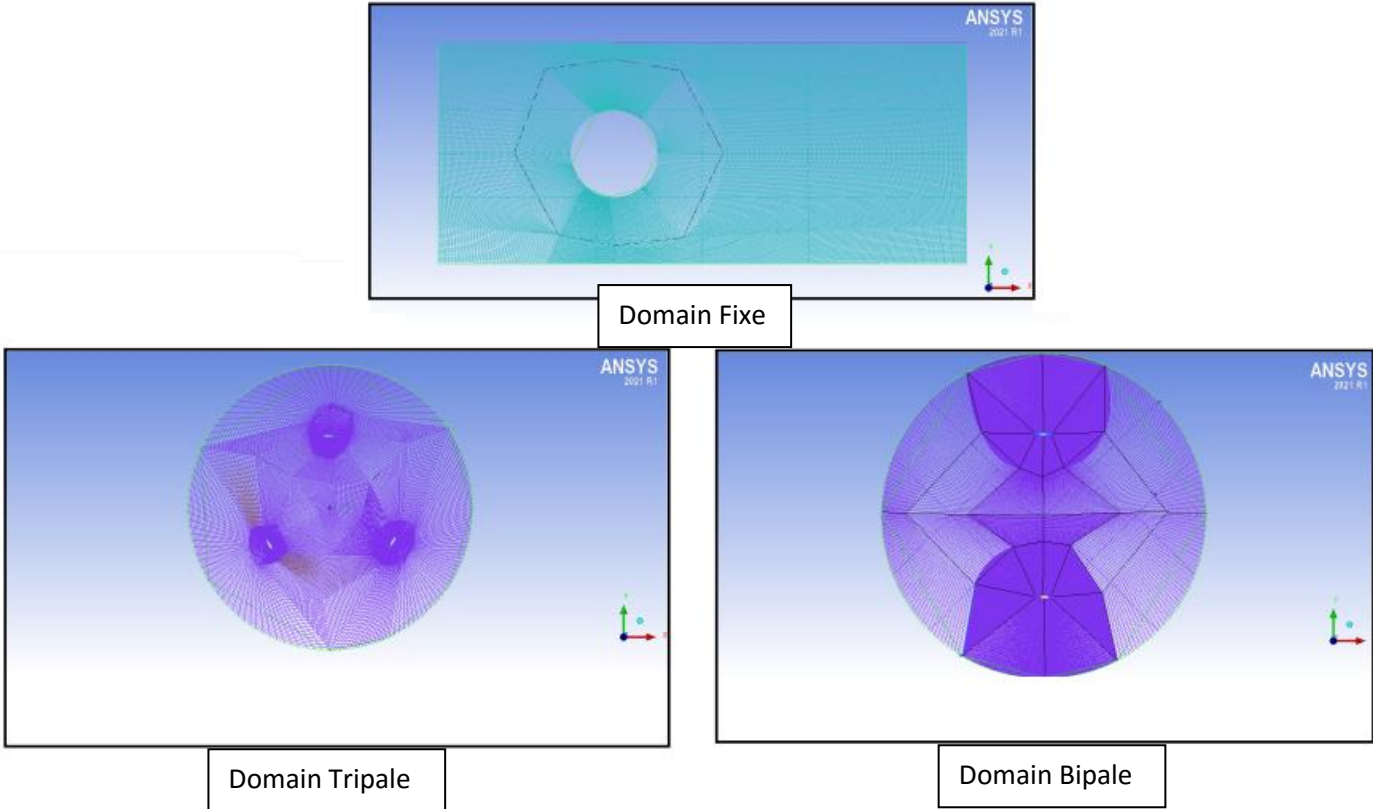 ANSYS
2021 R1
Domain Fixe
ANSYS
2021 R1
ANSYS
2021 R1
Domain Tripale
Domain Bipale